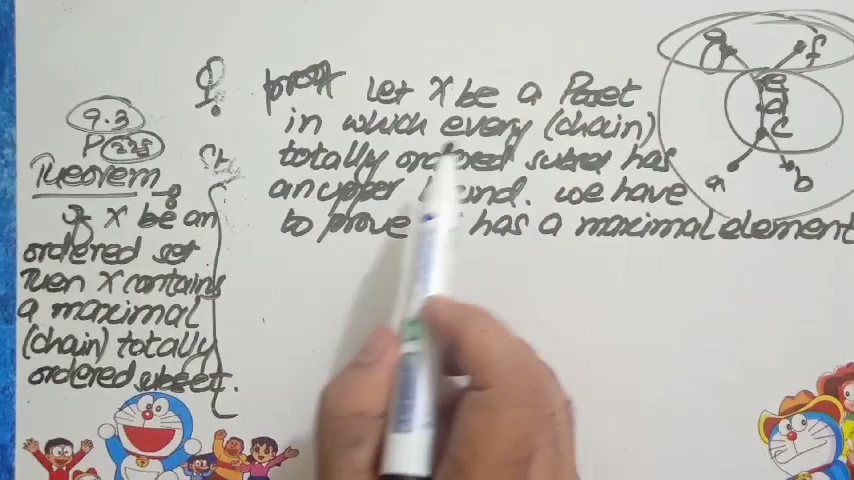 9.3
P 225
Theorem
If X be an
ordered set
Then X contains
a maximal
(chain) totally
ordered subset.
proof Let X be a Poset
in which every (chain)
totally ordered subset has
an upper bound. we have
to prove has a maximal element
g f
e
d
c
a b